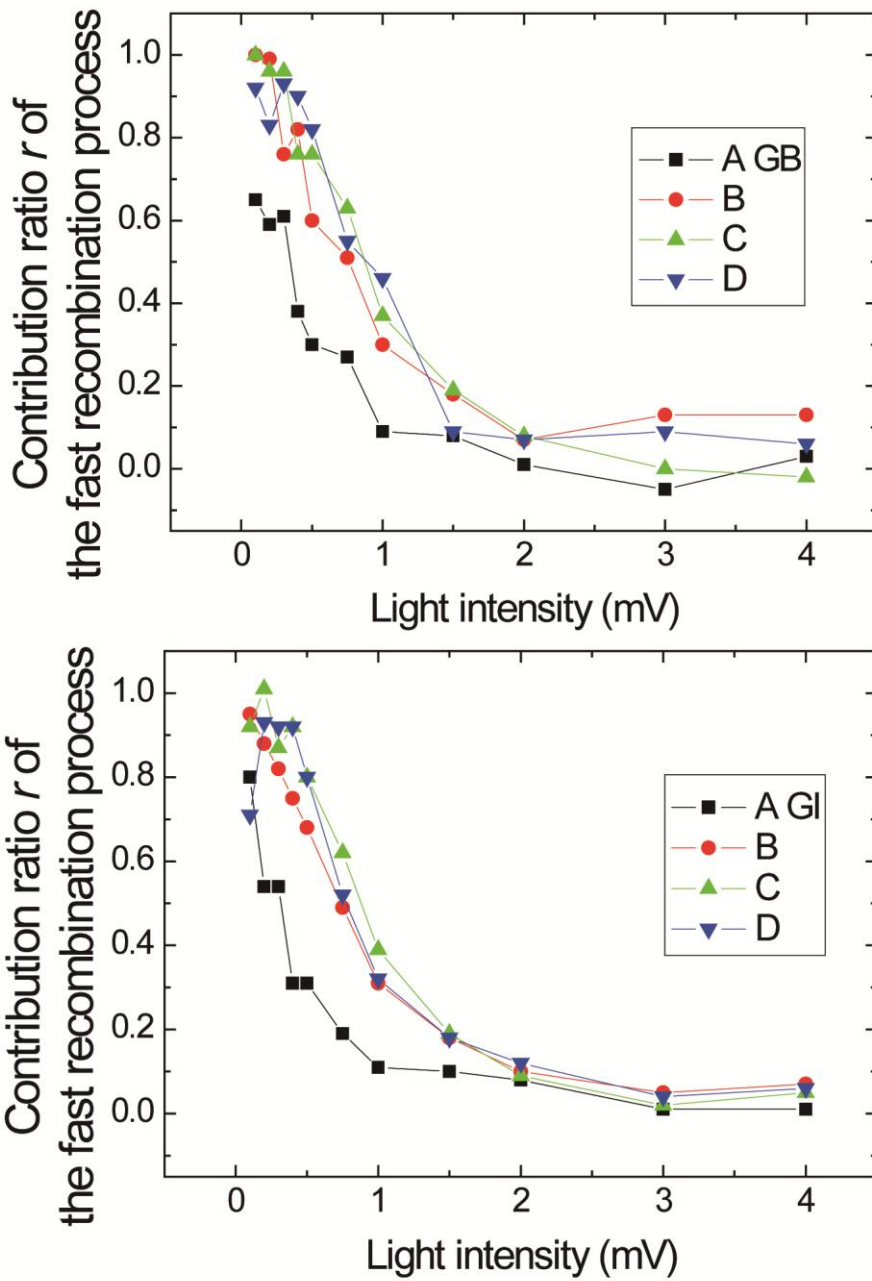 Contribution ratio r of
the fast recombination process
1.0
0.8
0.6
0.4
0.2
0.0
A GB
B
C
D
0 1 2 3 4
Light intensity (mV)
Contribution ratio r of
the fast recombination process
1.0
0.8
0.6
0.4
0.2
0.0
A GI
B
C
D
0 1 2 3 4
Light intensity (mV)